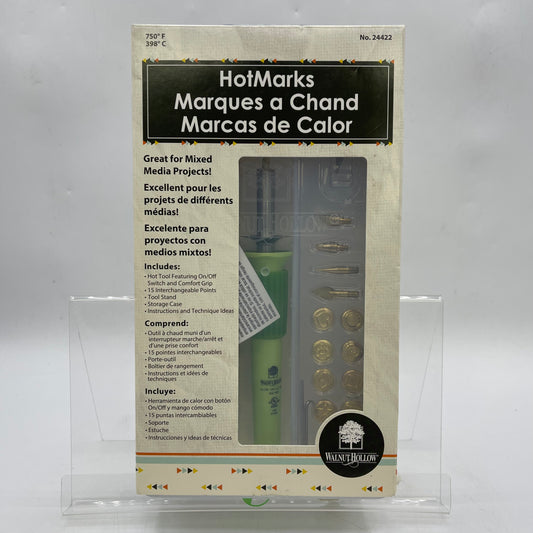 750° F
398° C
No. 24422
HotMarks
Marques a Chand
Marcas de Calor
Great for Mixed
Media Projects!
Excellent pour les
projets de différents
médias!
Excelente para
proyectos con
medios mixtos!
Includes:
• Hot Tool Featuring On/Off
Switch and Comfort Grip
• 15 Interchangeable Points
• Tool Stand
• Storage Case
• Instructions and Technique Ideas
Comprend:
• Outil à chaud muni d'un
interrupteur marche/arrêt et
d'une prise confort
• 15 pointes interchangeables
• Porte-outil
• Boîtier de rangement
• Instructions et idées de
techniques
Incluye:
• Herramienta de calor con botón
On/Off y mango cómodo
• 15 puntas intercambiables
• Soporte
• Estuche
• Instrucciones y ideas de técnicas
WALNUT HOLLOW
WALNUT HOLLOW